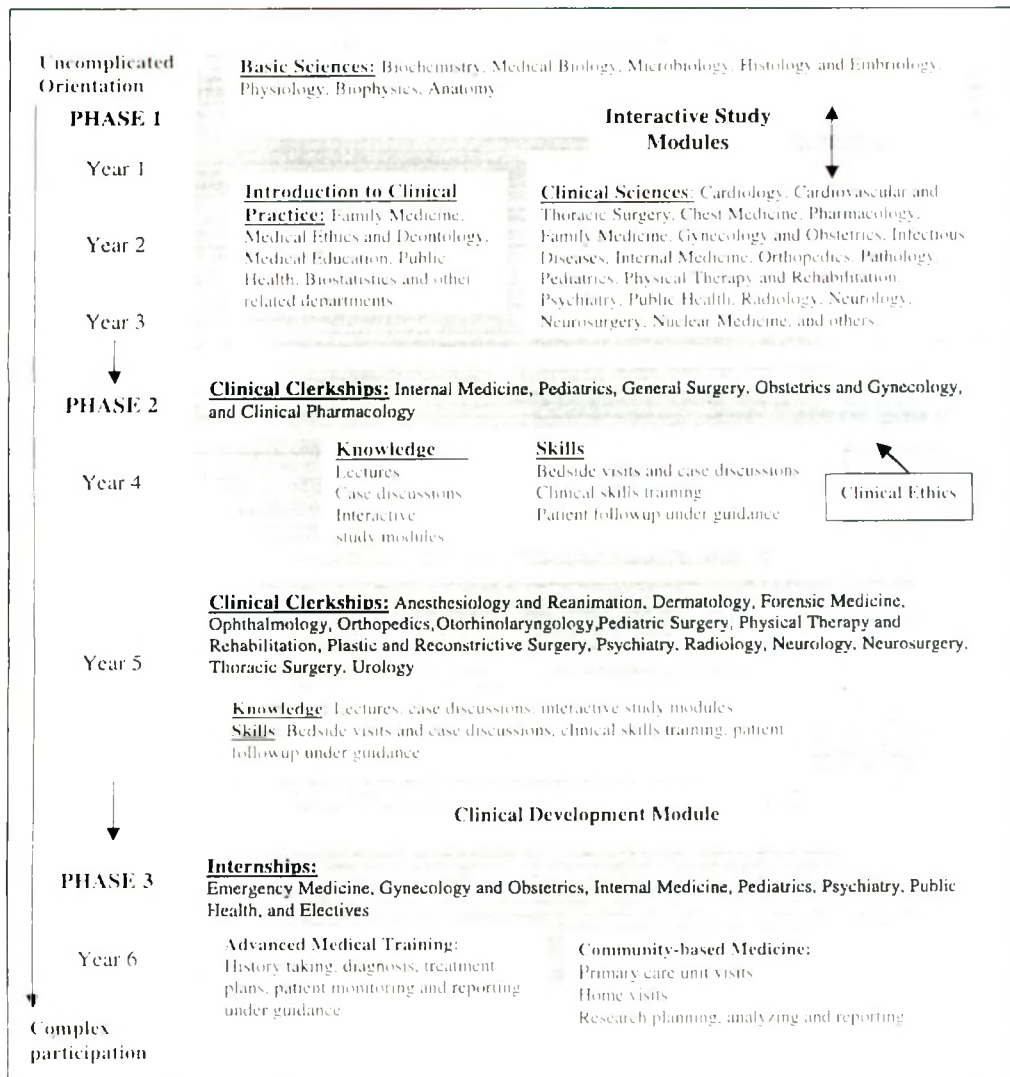 Uncomplicated
Orientation
Basic Sciences: Biochemistry, Medical Biology, Microbiology, Histology and Embriology,
Physiology, Biophysics, Anatomy
PHASE 1
Interactive Study
Modules
Year 1
Introduction to Clinical
Practice: Family Medicine,
Medical Ethics and Deontology,
Medical Education, Public
Health, Biostatistics and other
related departments
Clinical Sciences: Cardiology, Cardiovascular and
Thoracic Surgery, Chest Medicine, Pharmacology,
Family Medicine, Gynecology and Obstetrics, Infectious
Diseases, Internal Medicine, Orthopedics, Pathology,
Pediatrics, Physical Therapy and Rehabilitation,
Psychiatry, Public Health, Radiology, Neurology,
Neurosurgery, Nuclear Medicine, and others
Year 2
Year 3
PHASE 2
Clinical Clerkships: Internal Medicine, Pediatrics, General Surgery, Obstetrics and Gynecology,
and Clinical Pharmacology
Year 4
Knowledge
Lectures
Case discussions
Interactive
study modules
Skills
Bedside visits and case discussions
Clinical skills training
Patient followup under guidance
Clinical Ethics
Clinical Clerkships: Anesthesiology and Reanimation, Dermatology, Forensic Medicine,
Ophthalmology, Orthopedics,Otorhinolaryngology,Pediatric Surgery, Physical Therapy and
Rehabilitation, Plastic and Reconstrictive Surgery, Psychiatry, Radiology, Neurology, Neurosurgery,
Thoracic Surgery, Urology
Year 5
Knowledge: Lectures, case discussions, interactive study modules
Skills: Bedside visits and case discussions, clinical skills training, patient
followup under guidance
Clinical Development Module
PHASE 3
Internships:
Emergency Medicine, Gynecology and Obstetrics, Internal Medicine, Pediatrics, Psychiatry, Public
Health, and Electives
Year 6
Advanced Medical Training:
History taking, diagnosis, treatment
plans, patient monitoring and reporting
under guidance
Community-based Medicine:
Primary care unit visits
Home visits
Research planning, analyzing and reporting
Complex
participation